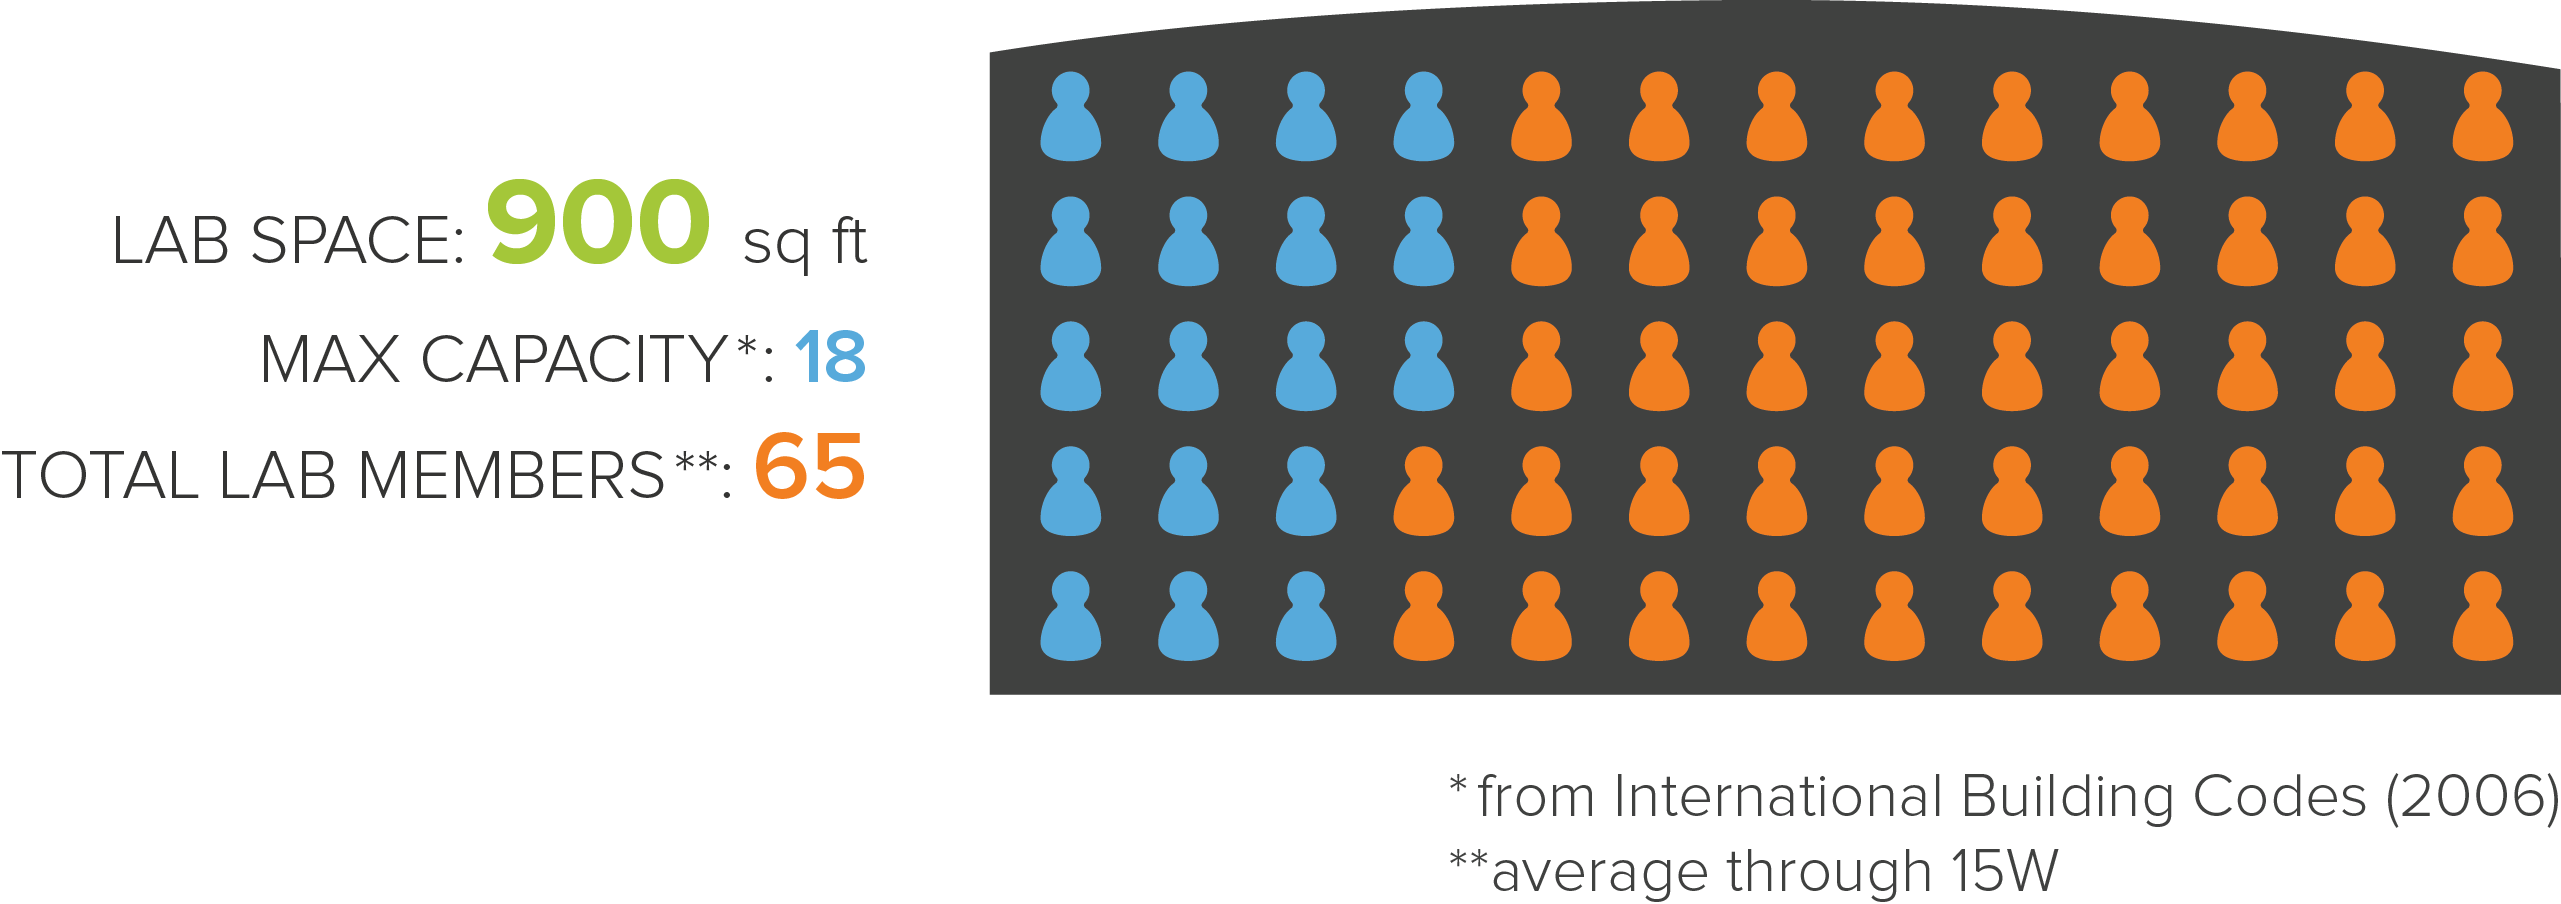 LAB SPACE: 900 sq ft
MAX CAPACITY*: 18
TOTAL LAB MEMBERS**: 65
* from International Building Codes (2006)
**average through 15W